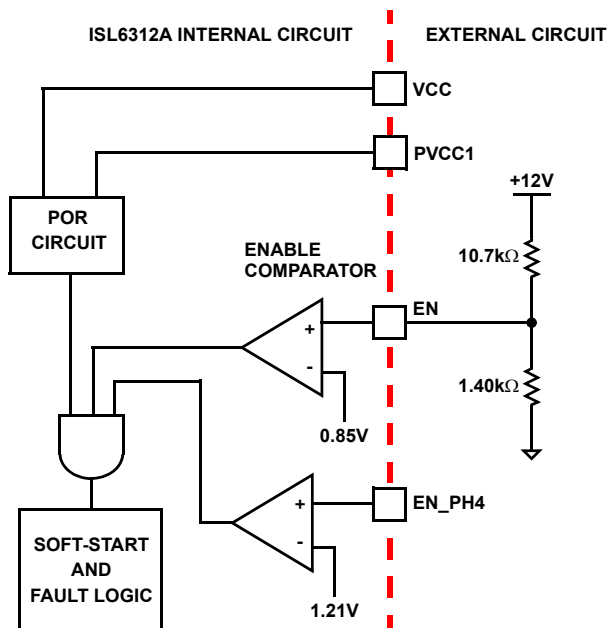 ISL6312A INTERNAL CIRCUIT
EXTERNAL CIRCUIT
VCC
PVCC1
+12V
POR
CIRCUIT
10.7kΩ
ENABLE
COMPARATOR
EN
+
-
1.40kΩ
0.85V
EN_PH4
+
-
SOFT-START
AND
FAULT LOGIC
1.21V